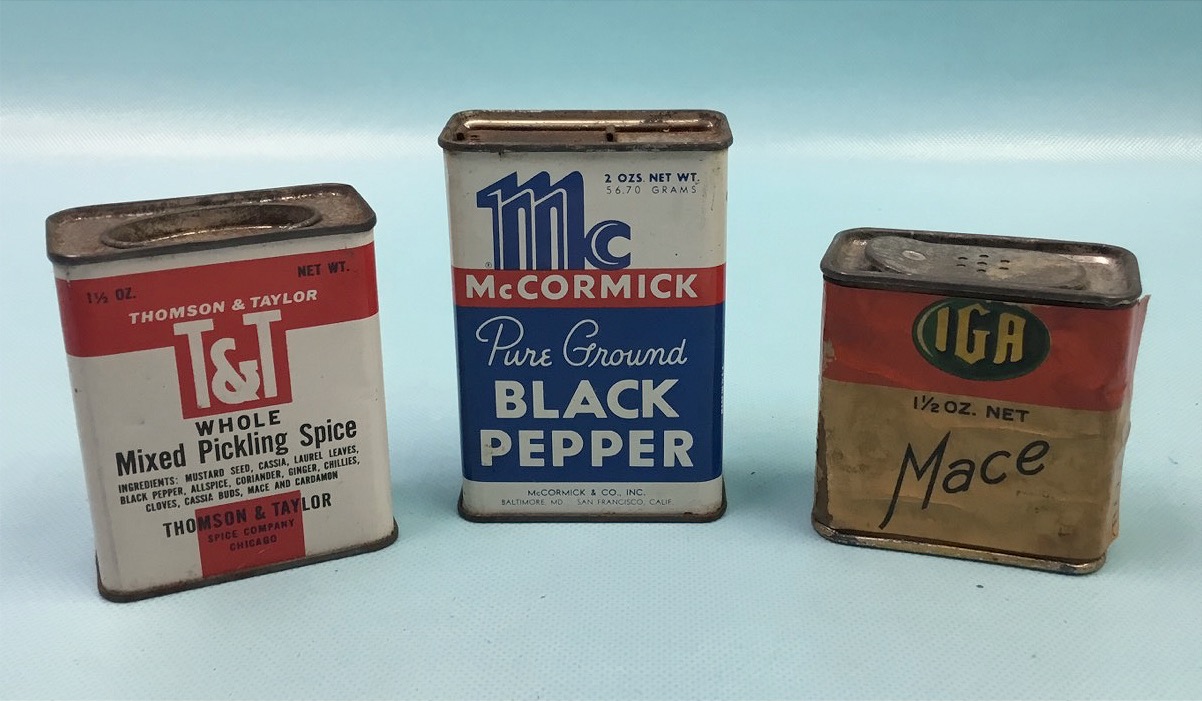 1½ OZ. NET WT.
THOMSON & TAYLOR
T&T
WHOLE
Mixed Pickling Spice
INGREDIENTS: MUSTARD SEED, CASSIA, LAUREL LEAVES,
BLACK PEPPER, ALLSPICE, CORIANDER, GINGER, CHILLIES,
CLOVES, CASSIA BUDS, MACE AND CARDAMON
THOMSON & TAYLOR
SPICE COMPANY
CHICAGO
2 OZS. NET WT.
56.70 GRAMS
Mc
®
McCORMICK
Pure Ground
BLACK
PEPPER
McCORMICK & CO., INC.
BALTIMORE, MD. SAN FRANCISCO, CALIF.
IGA
1½ OZ. NET
Mace